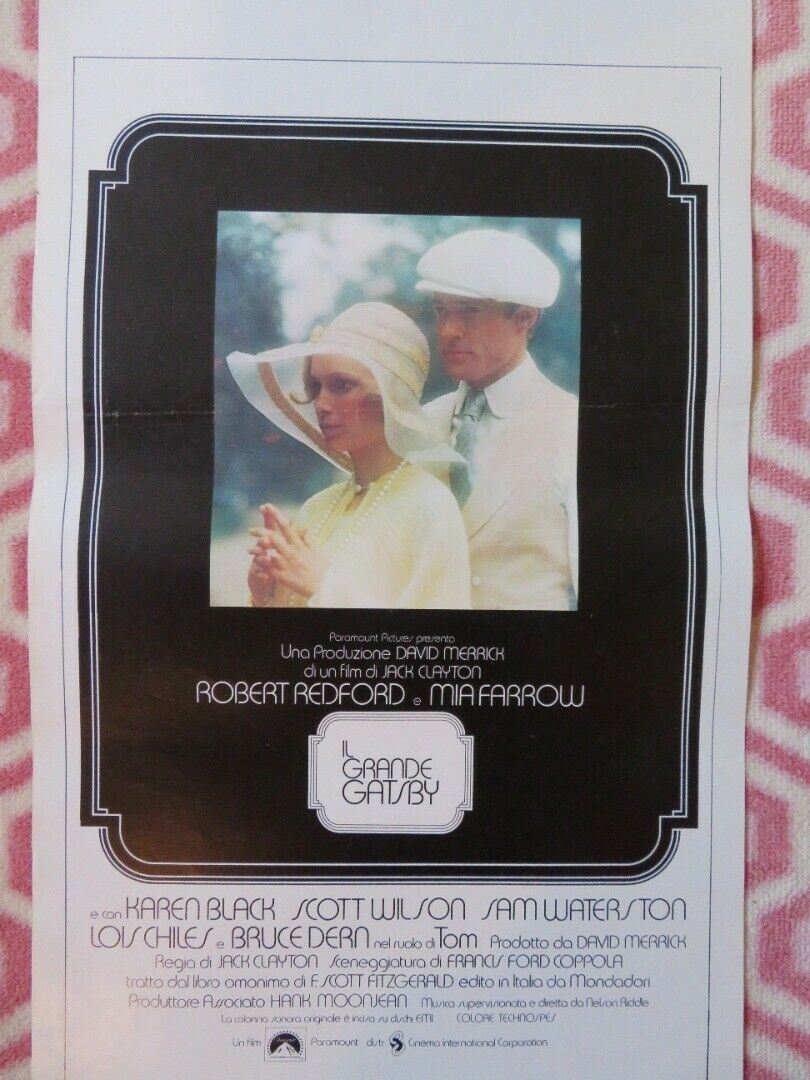 Paramount Pictures presenta
Una Produzione DAVID MERRICK
di un film di JACK CLAYTON
ROBERT REDFORD e MIA FARROW
IL
GRANDE
GATSBY
e con KAREN BLACK SCOTT WILSON SAM WATERSTON
LOIS CHILES e BRUCE DERN nel ruolo di Tom Prodotto da DAVID MERRICK
Regia di JACK CLAYTON Sceneggiatura di FRANCIS FORD COPPOLA
tratto dal libro omonimo di F. SCOTT FITZGERALD edito in Italia da Mondadori
Produttore Associato HANK MOONJEAN Musica supervisionata e diretta da Nelson Riddle
La colonna sonora originale è incisa su dischi EMI COLORE TECHNOSPES
Un film Paramount distr Cinema International Corporation